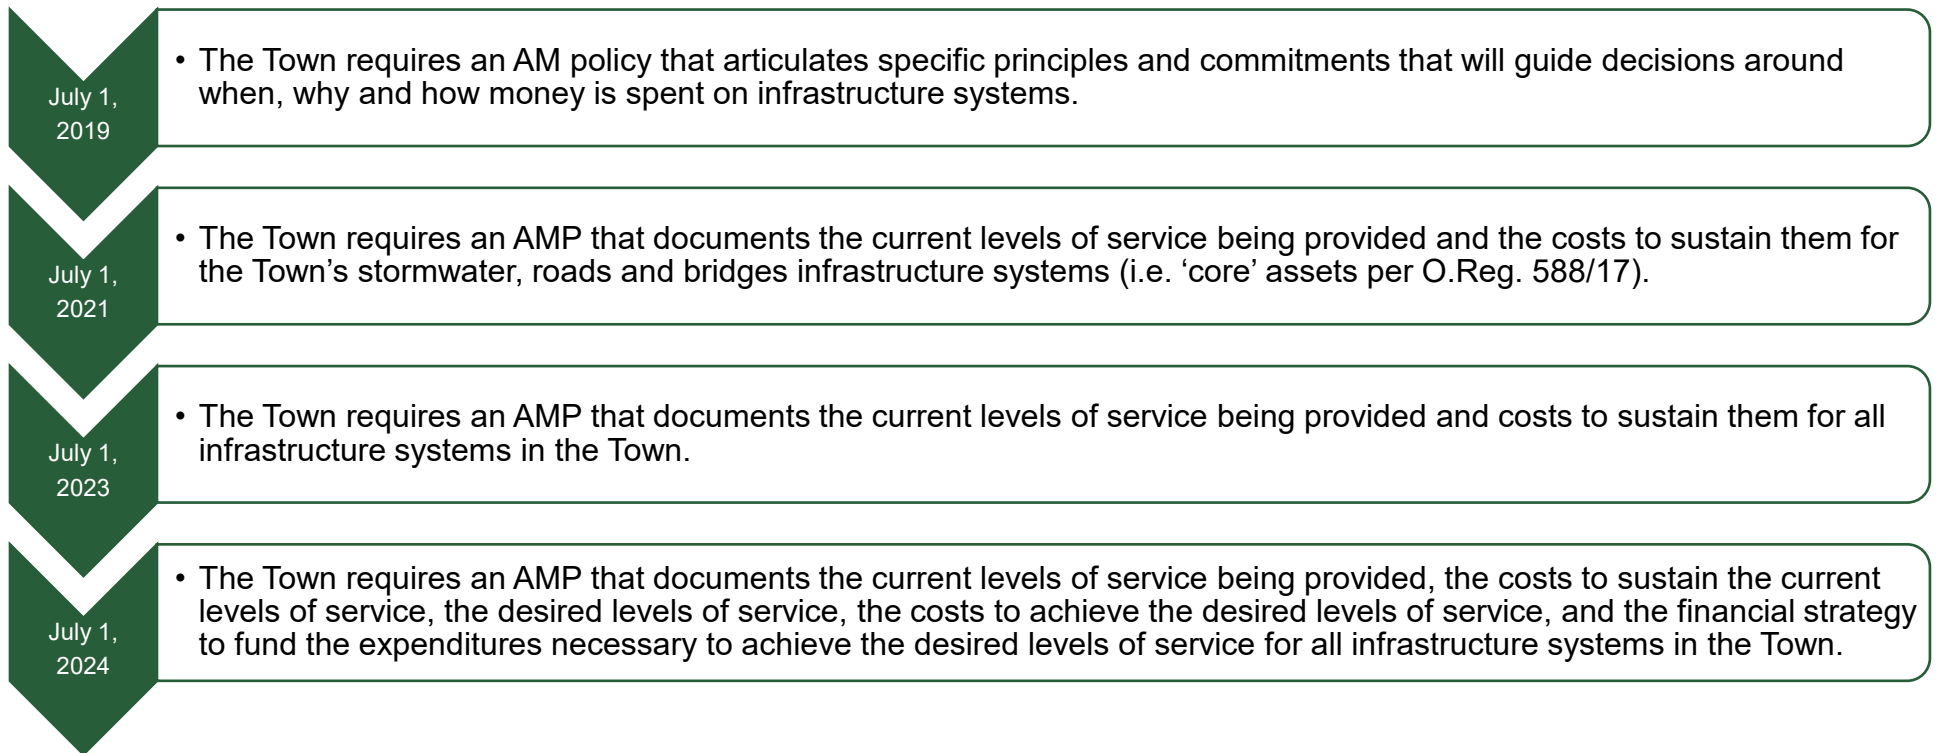 July 1,
2019
• The Town requires an AM policy that articulates specific principles and commitments that will guide decisions around
when, why and how money is spent on infrastructure systems.
July 1,
2021
• The Town requires an AMP that documents the current levels of service being provided and the costs to sustain them for
the Town’s stormwater, roads and bridges infrastructure systems (i.e. ‘core’ assets per O.Reg. 588/17).
July 1,
2023
• The Town requires an AMP that documents the current levels of service being provided and costs to sustain them for all
infrastructure systems in the Town.
July 1,
2024
• The Town requires an AMP that documents the current levels of service being provided, the costs to sustain the current
levels of service, the desired levels of service, the costs to achieve the desired levels of service, and the financial strategy
to fund the expenditures necessary to achieve the desired levels of service for all infrastructure systems in the Town.